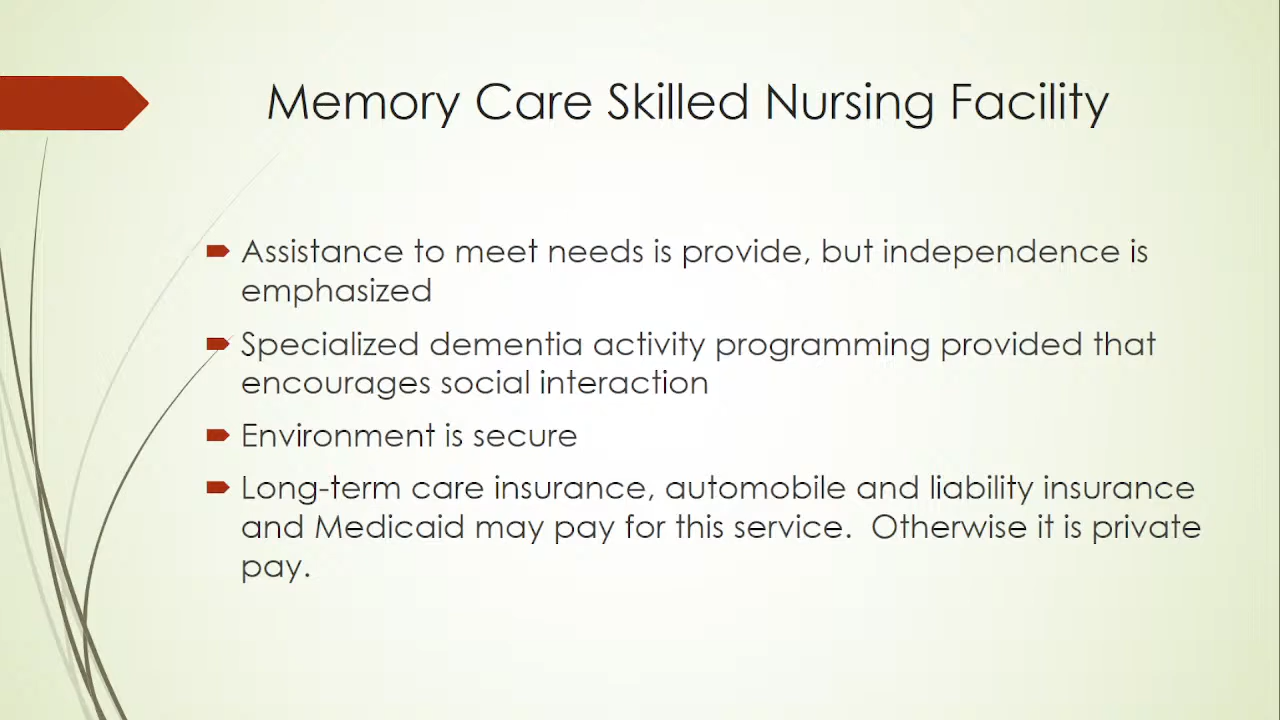 Memory Care Skilled Nursing Facility
Assistance to meet needs is provide, but independence is
emphasized
Specialized dementia activity programming provided that
encourages social interaction
Environment is secure
Long-term care insurance, automobile and liability insurance
and Medicaid may pay for this service.  Otherwise it is private
pay.